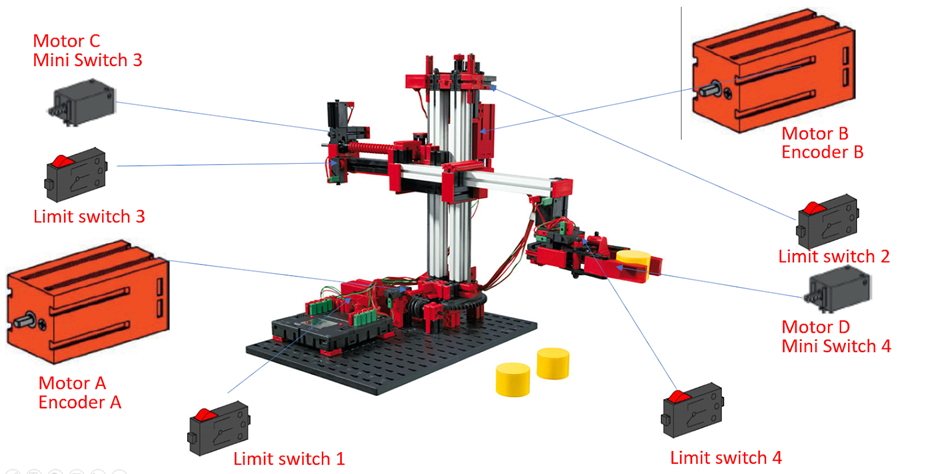 Motor C
Mini Switch 3
Limit switch 3
Motor A
Encoder A
Limit switch 1
Motor B
Encoder B
Limit switch 2
Motor D
Mini Switch 4
Limit switch 4